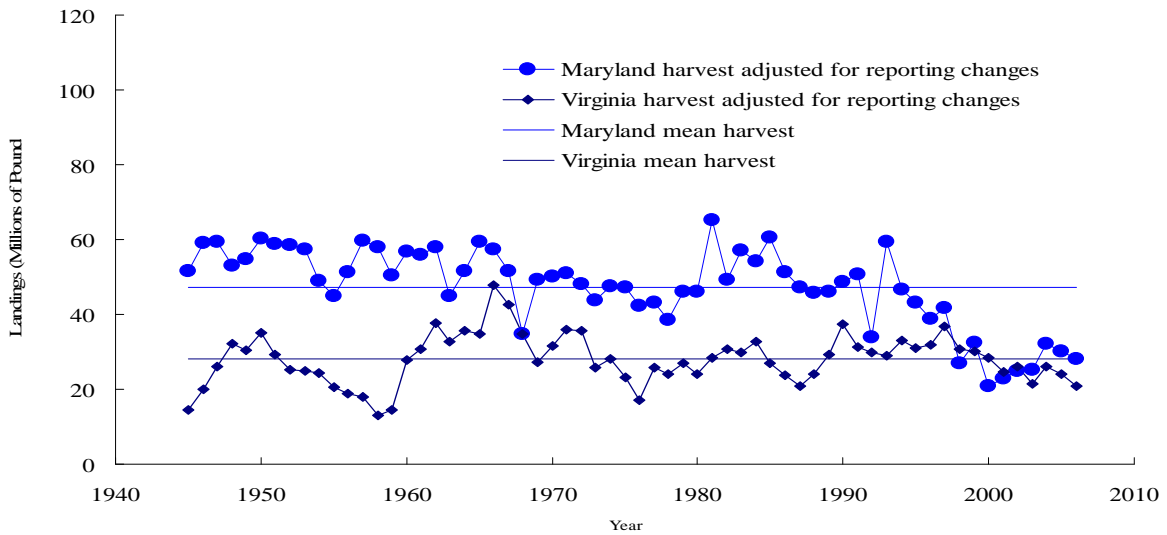 120
100
80
60
40
20
0
Landings (Millions of Pound
Maryland harvest adjusted for reporting changes
Virginia harvest adjusted for reporting changes
Maryland mean harvest
Virginia mean harvest
1940 1950 1960 1970 1980 1990 2000 2010
Year